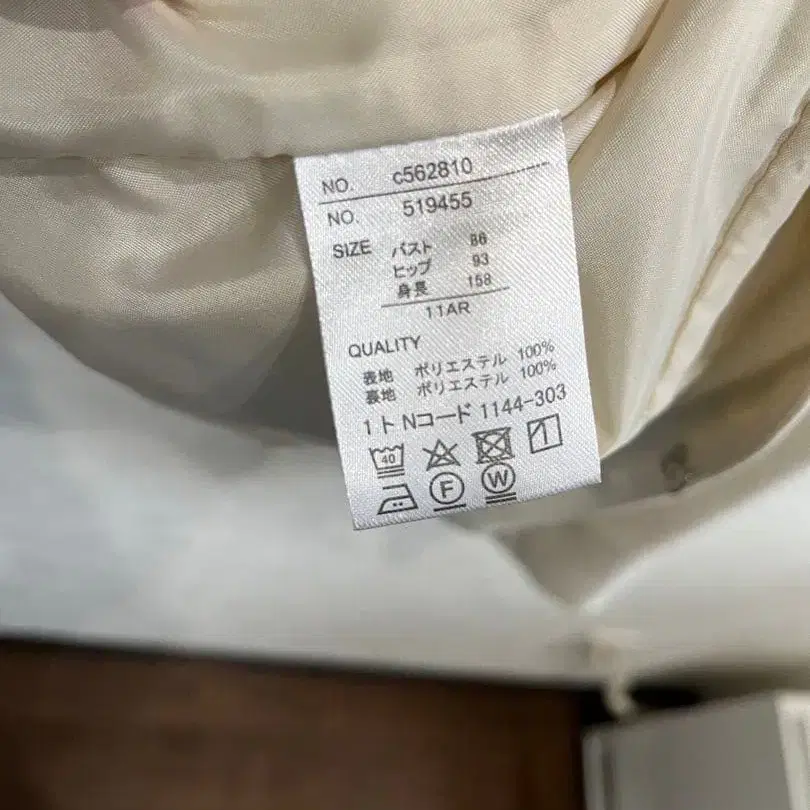 NO. c562810
NO. 519455
SIZE バスト 86
ヒップ 93
身長 158
11AR
QUALITY
表地 ポリエステル 100%
裏地 ポリエステル 100%
1 ト Nコード 1144-303
40
F W